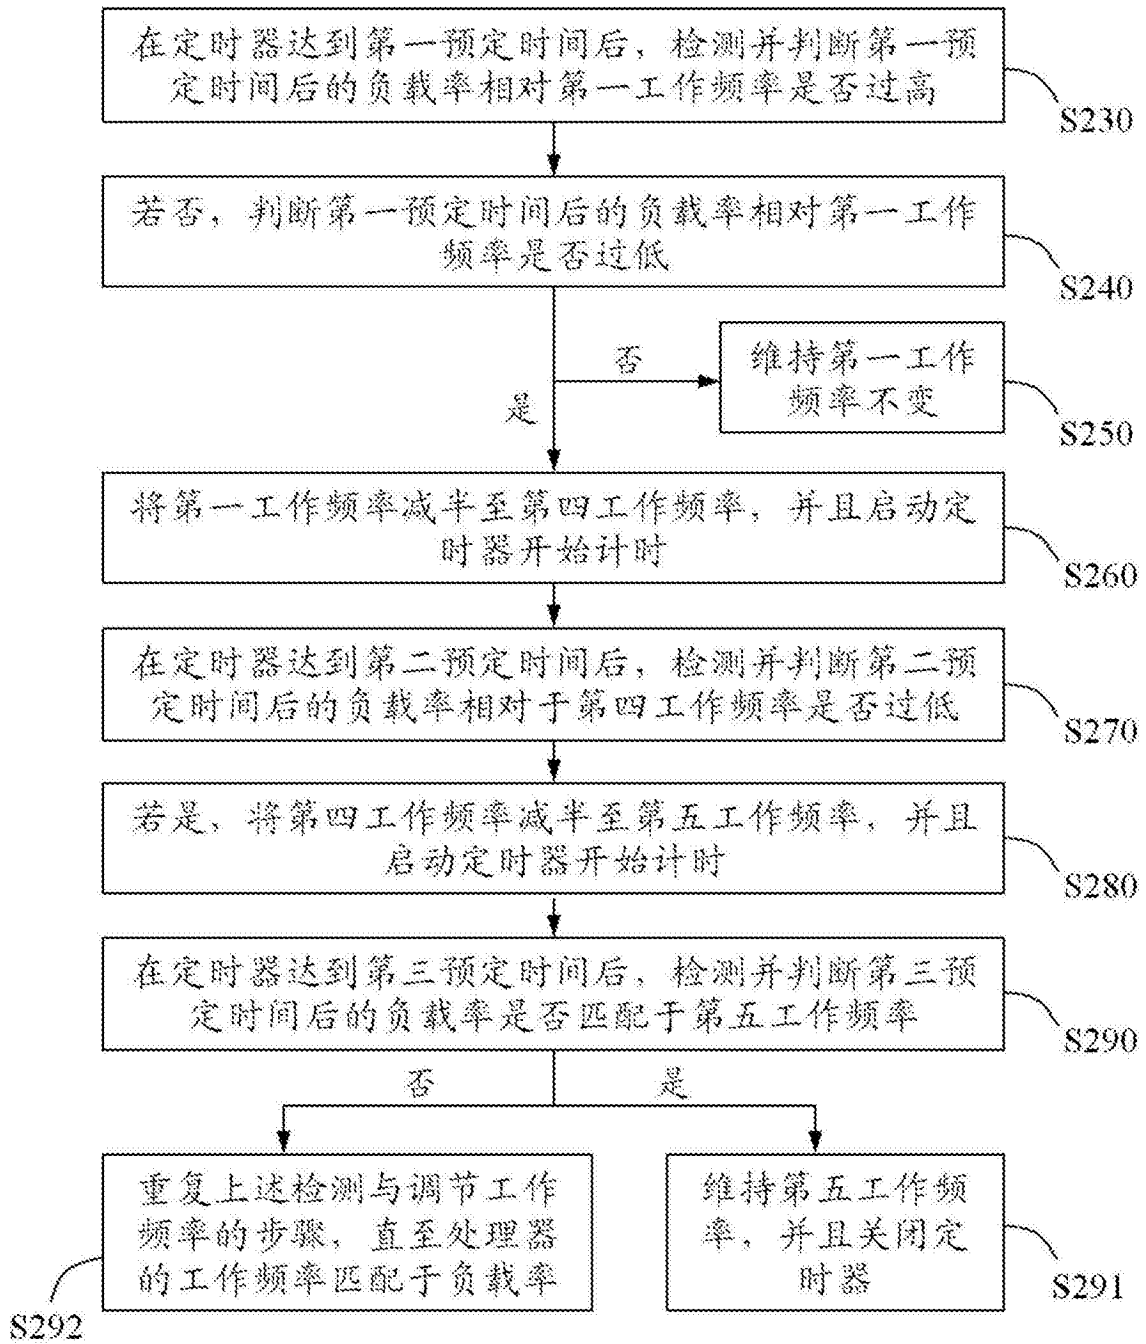 在定时器达到第一预定时间后，检测并判断第一预
定时间后的负载率相对第一工作频率是否过高
S230
若否，判断第一预定时间后的负载率相对第一工作
频率是否过低
S240
否
维持第一工作
频率不变
S250
是
将第一工作频率减半至第四工作频率，并且启动定
时器开始计时
S260
在定时器达到第二预定时间后，检测并判断第二预
定时间后的负载率相对于第四工作频率是否过低
S270
若是，将第四工作频率减半至第五工作频率，并且
启动定时器开始计时
S280
在定时器达到第三预定时间后，检测并判断第三预
定时间后的负载率是否匹配于第五工作频率
S290
否
是
重复上述检测与调节工作
频率的步骤，直至处理器
的工作频率匹配于负载率
S292
维持第五工作频
率，并且关闭定
时器
S291